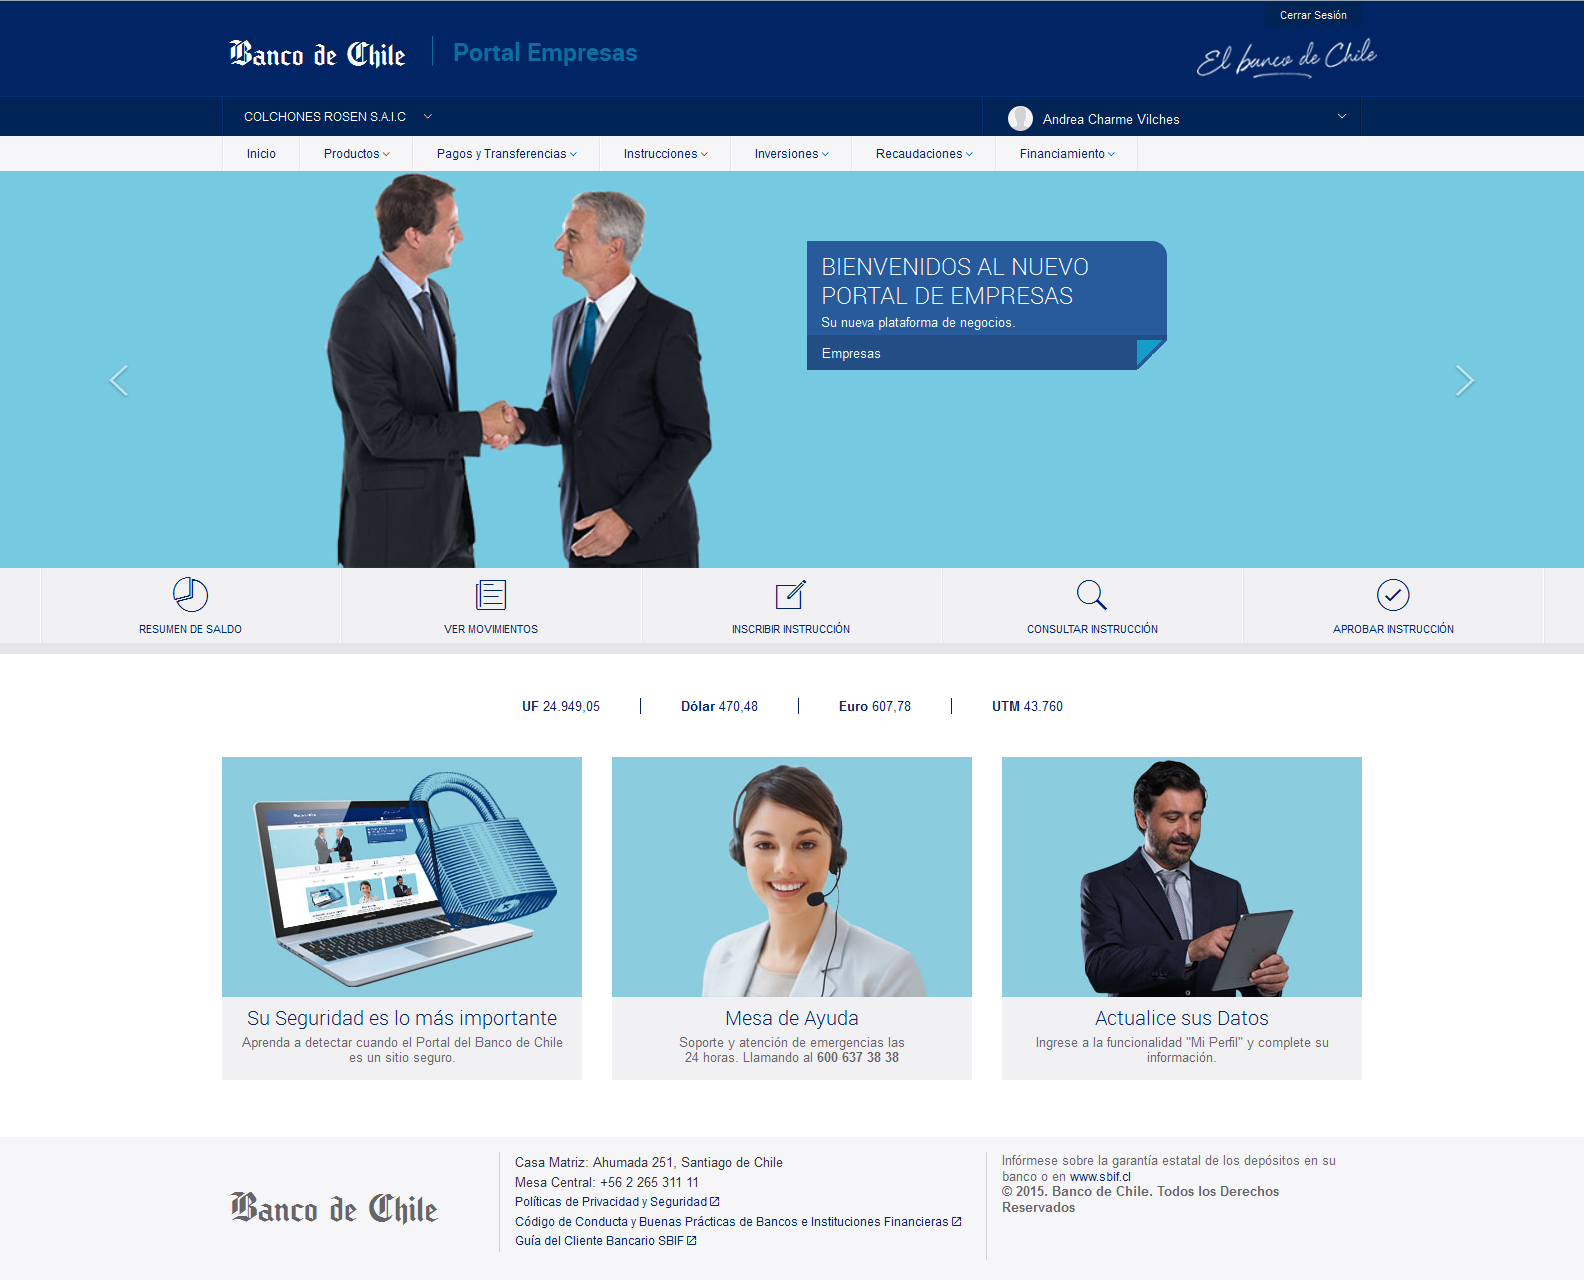 Cerrar Sesión
Banco de Chile
Portal Empresas
El banco de Chile
COLCHONES ROSEN S.A.I.C
Andrea Charme Vilches
Inicio
Productos
Pagos y Transferencias
Instrucciones
Inversiones
Recaudaciones
Financiamiento
BIENVENIDOS AL NUEVO
PORTAL DE EMPRESAS
Su nueva plataforma de negocios.
Empresas
RESUMEN DE SALDO
VER MOVIMIENTOS
INSCRIBIR INSTRUCCIÓN
CONSULTAR INSTRUCCIÓN
APROBAR INSTRUCCIÓN
UF 24.949,05
Dólar 470,48
Euro 607,78
UTM 43.760
Su Seguridad es lo más importante
Aprenda a detectar cuando el Portal del Banco de Chile
es un sitio seguro.
Mesa de Ayuda
Soporte y atención de emergencias las
24 horas. Llamando al 600 637 38 38
Actualice sus Datos
Ingrese a la funcionalidad "Mi Perfil" y complete su
información.
Banco de Chile
Casa Matriz: Ahumada 251, Santiago de Chile
Mesa Central: +56 2 265 311 11
Políticas de Privacidad y Seguridad
Código de Conducta y Buenas Prácticas de Bancos e Instituciones Financieras
Guía del Cliente Bancario SBIF
Infórmese sobre la garantía estatal de los depósitos en su
banco o en www.sbif.cl
© 2015. Banco de Chile. Todos los Derechos
Reservados